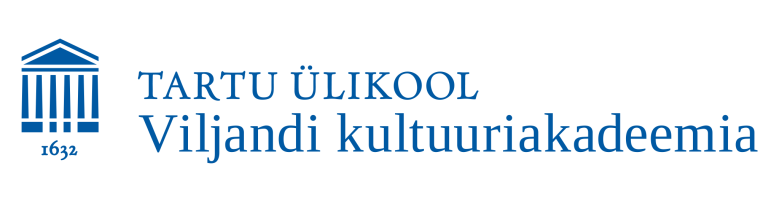 TARTU ÜLIKOOL
Viljandi kultuuriakadeemia
1632